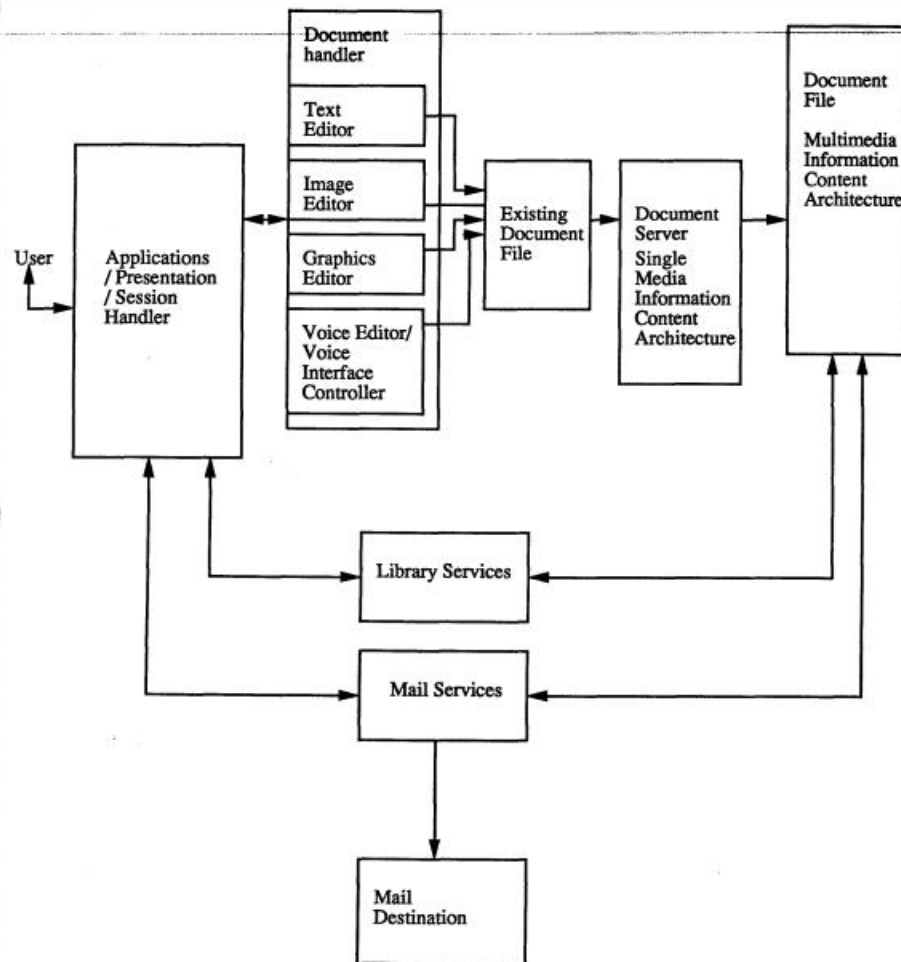 Document
handler
Text
Editor
Image
Editor
Graphics
Editor
Voice Editor/
Voice
Interface
Controller
User
Applications
/ Presentation
/ Session
Handler
Existing
Document
File
Document
Server
Single
Media
Information
Content
Architecture
Document
File
Multimedia
Information
Content
Architecture
Library Services
Mail Services
Mail
Destination